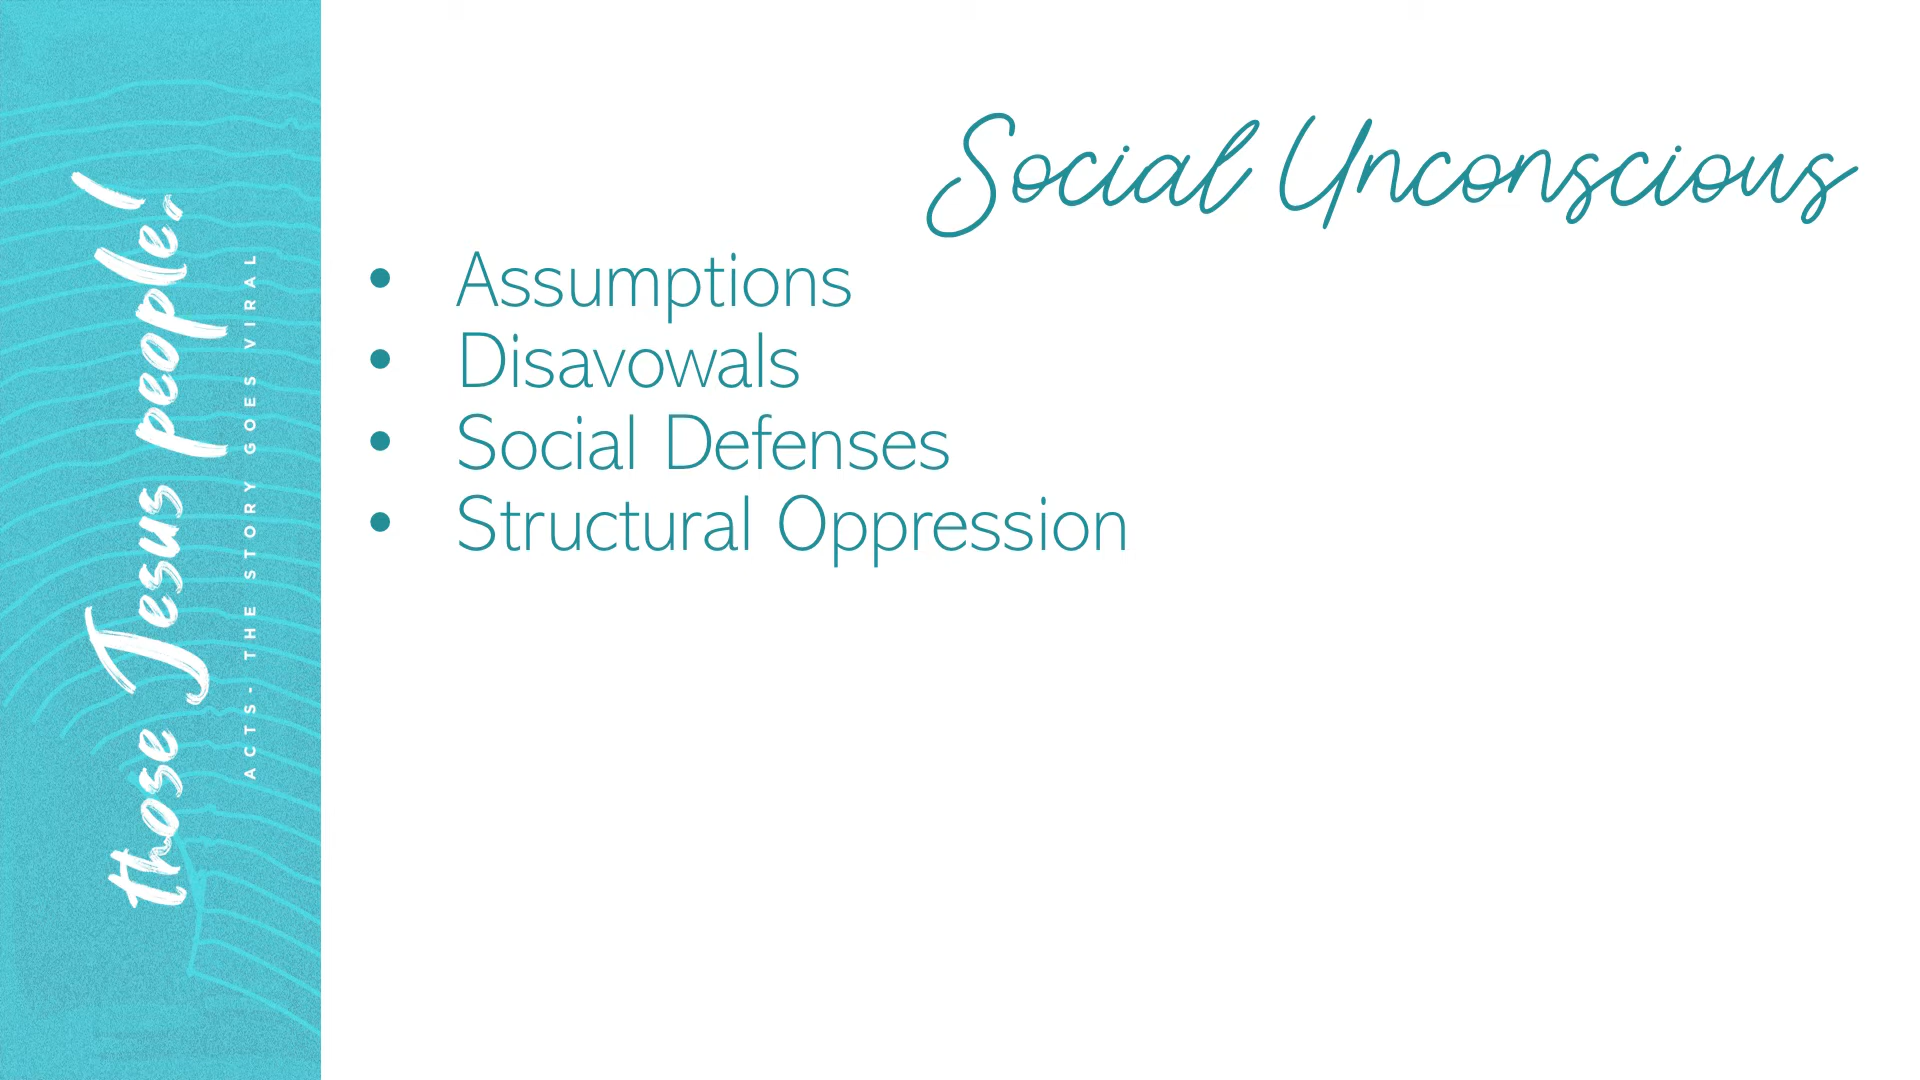 those Jesus people!
ACTS- THE STORY GOES VIRAL
Social Unconscious
• Assumptions
• Disavowals
• Social Defenses
• Structural Oppression